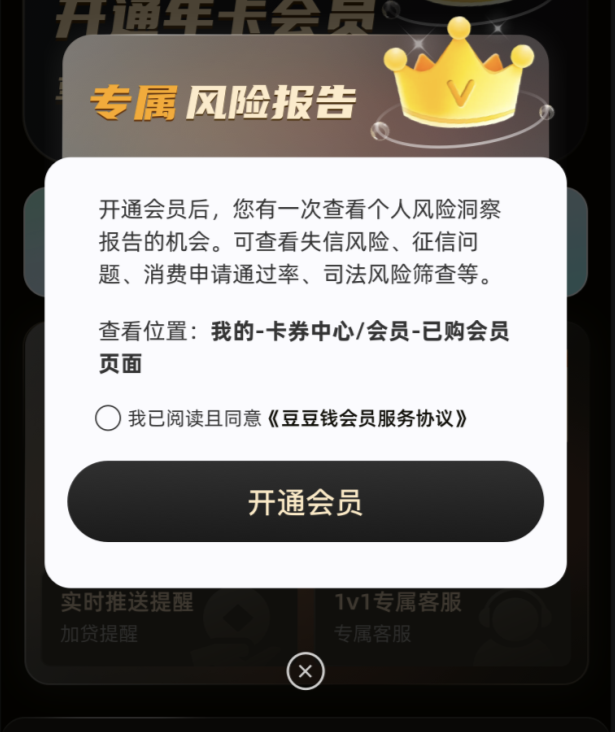 开通年卡会员
专属 风险报告
开通会员后，您有一次查看个人风险洞察
报告的机会。可查看失信风险、征信问
题、消费申请通过率、司法风险筛查等。
查看位置：我的-卡券中心/会员-已购会员
页面
我已阅读且同意《豆豆钱会员服务协议》
开通会员
实时推送提醒
1v1专属客服
加贷提醒
专属客服